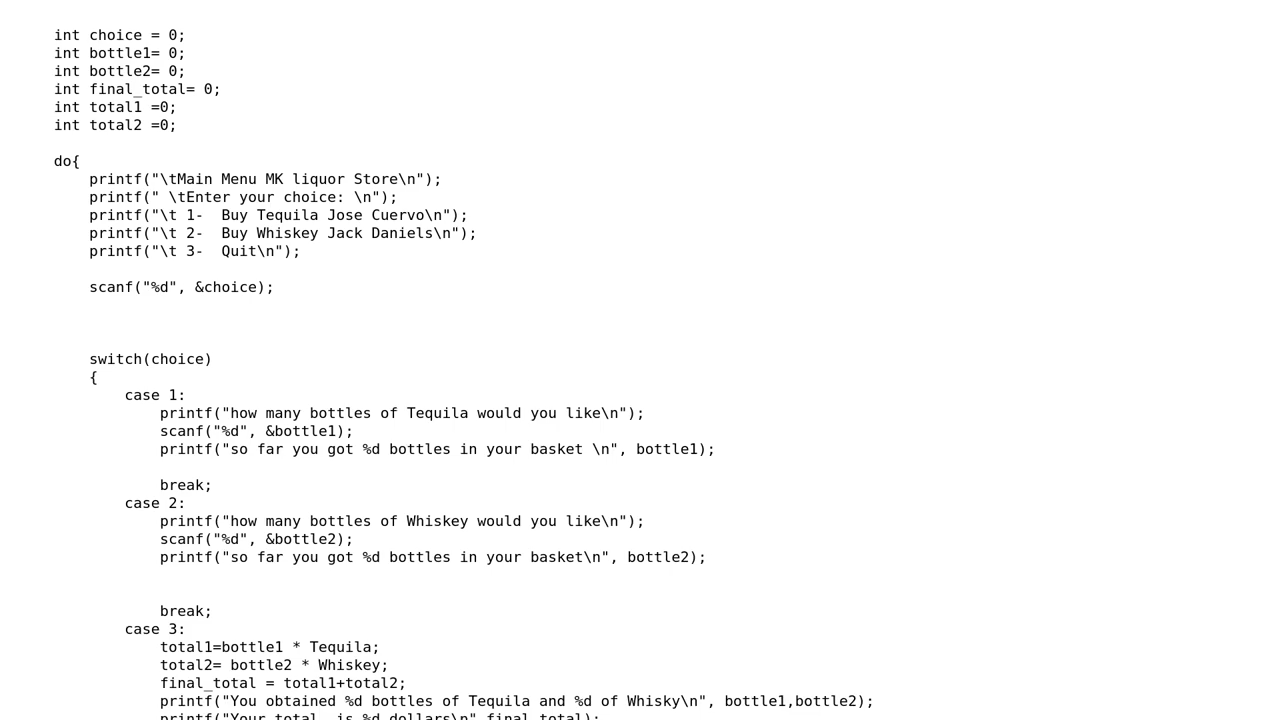 int choice = 0;
int bottle1= 0;
int bottle2= 0;
int final_total= 0;
int total1 =0;
int total2 =0;
do{
printf("\tMain Menu MK liquor Store\n");
printf(" \tEnter your choice: \n");
printf("\t 1-  Buy Tequila Jose Cuervo\n");
printf("\t 2-  Buy Whiskey Jack Daniels\n");
printf("\t 3-  Quit\n");
scanf("%d", &choice);
switch(choice)
{
case 1:
printf("how many bottles of Tequila would you like\n");
scanf("%d", &bottle1);
printf("so far you got %d bottles in your basket \n", bottle1);
break;
case 2:
printf("how many bottles of Whiskey would you like\n");
scanf("%d", &bottle2);
printf("so far you got %d bottles in your basket\n", bottle2);
break;
case 3:
total1=bottle1 * Tequila;
total2= bottle2 * Whiskey;
final_total = total1+total2;
printf("You obtained %d bottles of Tequila and %d of Whisky\n", bottle1,bottle2);
printf("Your total  is %d dollars\n",final_total);